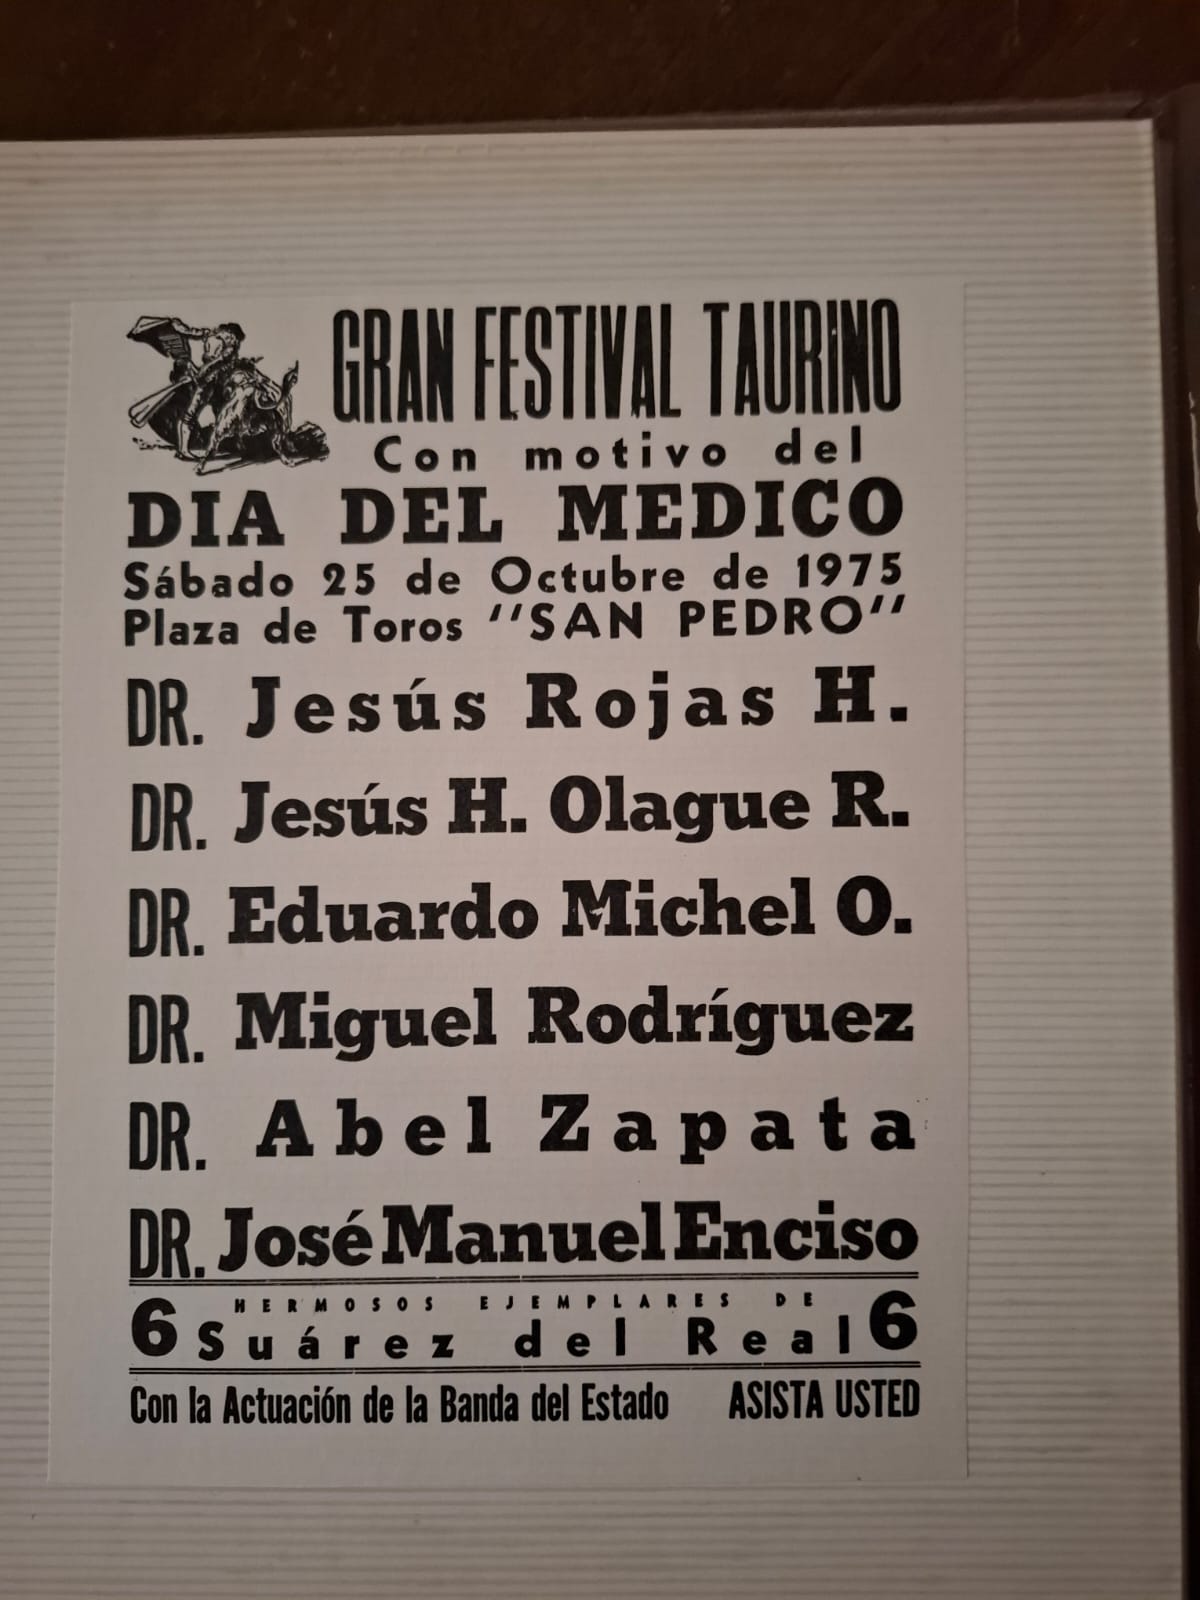 GRAN FESTIVAL TAURINO
Con motivo del
DIA DEL MEDICO
Sábado 25 de Octubre de 1975
Plaza de Toros "SAN PEDRO"
DR. Jesús Rojas H.
DR. Jesús H. Olague R.
DR. Eduardo Michel O.
DR. Miguel Rodríguez
DR. Abel Zapata
DR. José Manuel Enciso
HERMOSOS EJEMPLARES DE
6 Suárez del Real 6
Con la Actuación de la Banda del Estado ASISTA USTED